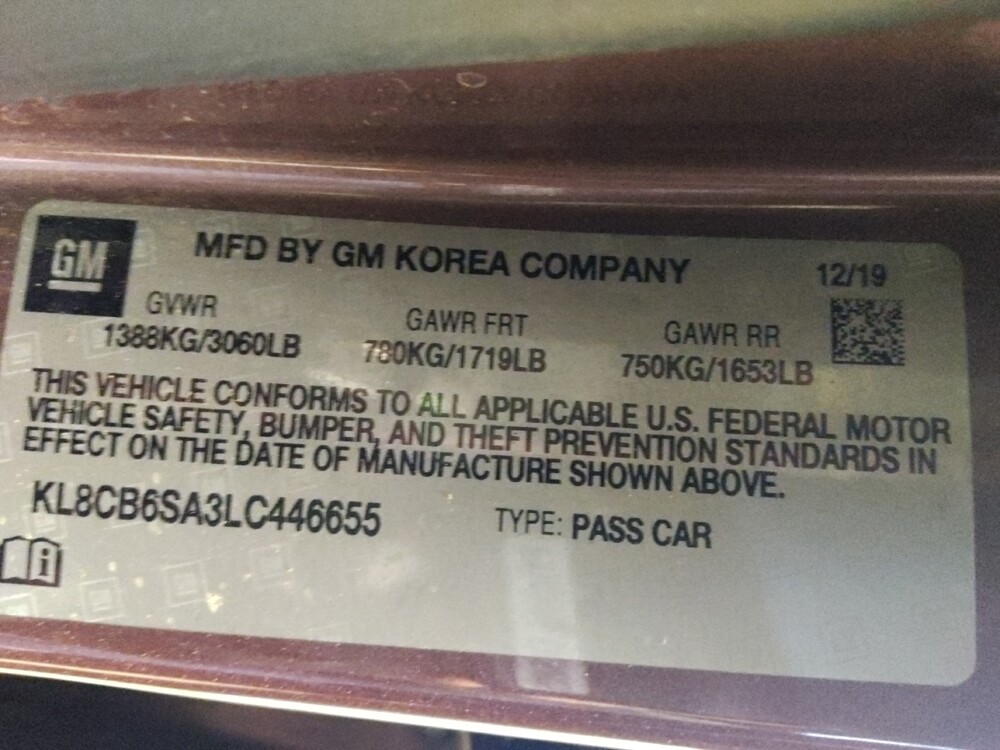 GM
MFD BY GM KOREA COMPANY
12/19
GVWR
GAWR FRT
GAWR RR
1388KG/3060LB
780KG/1719LB
750KG/1653LB
THIS VEHICLE CONFORMS TO ALL APPLICABLE U.S. FEDERAL MOTOR
VEHICLE SAFETY, BUMPER, AND THEFT PREVENTION STANDARDS IN
EFFECT ON THE DATE OF MANUFACTURE SHOWN ABOVE.
KL8CB6SA3LC446655
TYPE: PASS CAR
i